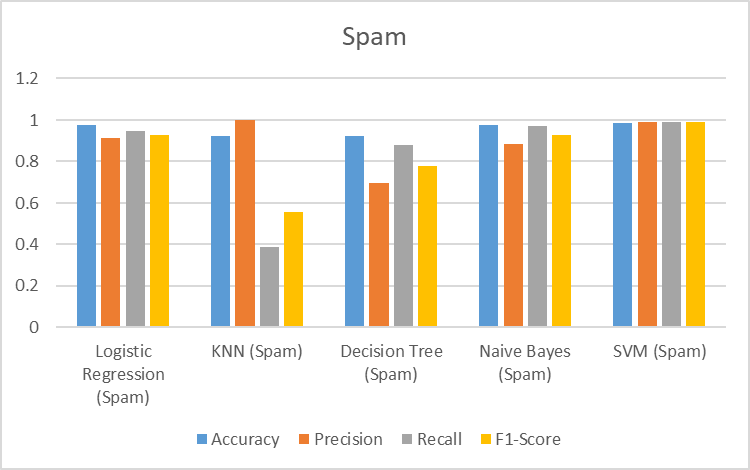 Spam
1.2
1
0.8
0.6
0.4
0.2
0
Logistic
Regression
(Spam)
KNN (Spam)
Decision Tree
(Spam)
Naive Bayes
(Spam)
SVM (Spam)
Accuracy Precision Recall F1-Score